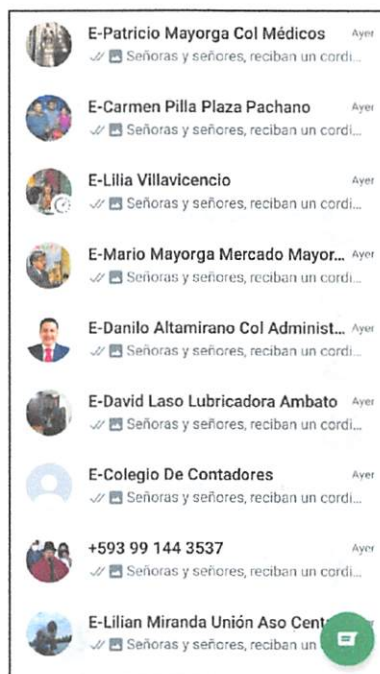 E-Patricio Mayorga Col Médicos Ayer
Señoras y señores, reciban un cordi...
E-Carmen Pilla Plaza Pachano Ayer
Señoras y señores, reciban un cordi...
E-Lilia Villavicencio Ayer
Señoras y señores, reciban un cordi...
E-Mario Mayorga Mercado Mayor... Ayer
Señoras y señores, reciban un cordi...
E-Danilo Altamirano Col Administ... Ayer
Señoras y señores, reciban un cordi...
E-David Laso Lubricadora Ambato Ayer
Señoras y señores, reciban un cordi...
E-Colegio De Contadores Ayer
Señoras y señores, reciban un cordi...
+593 99 144 3537 Ayer
Señoras y señores, reciban un cordi...
E-Lilian Miranda Unión Aso Cent
Señoras y señores, reciban un